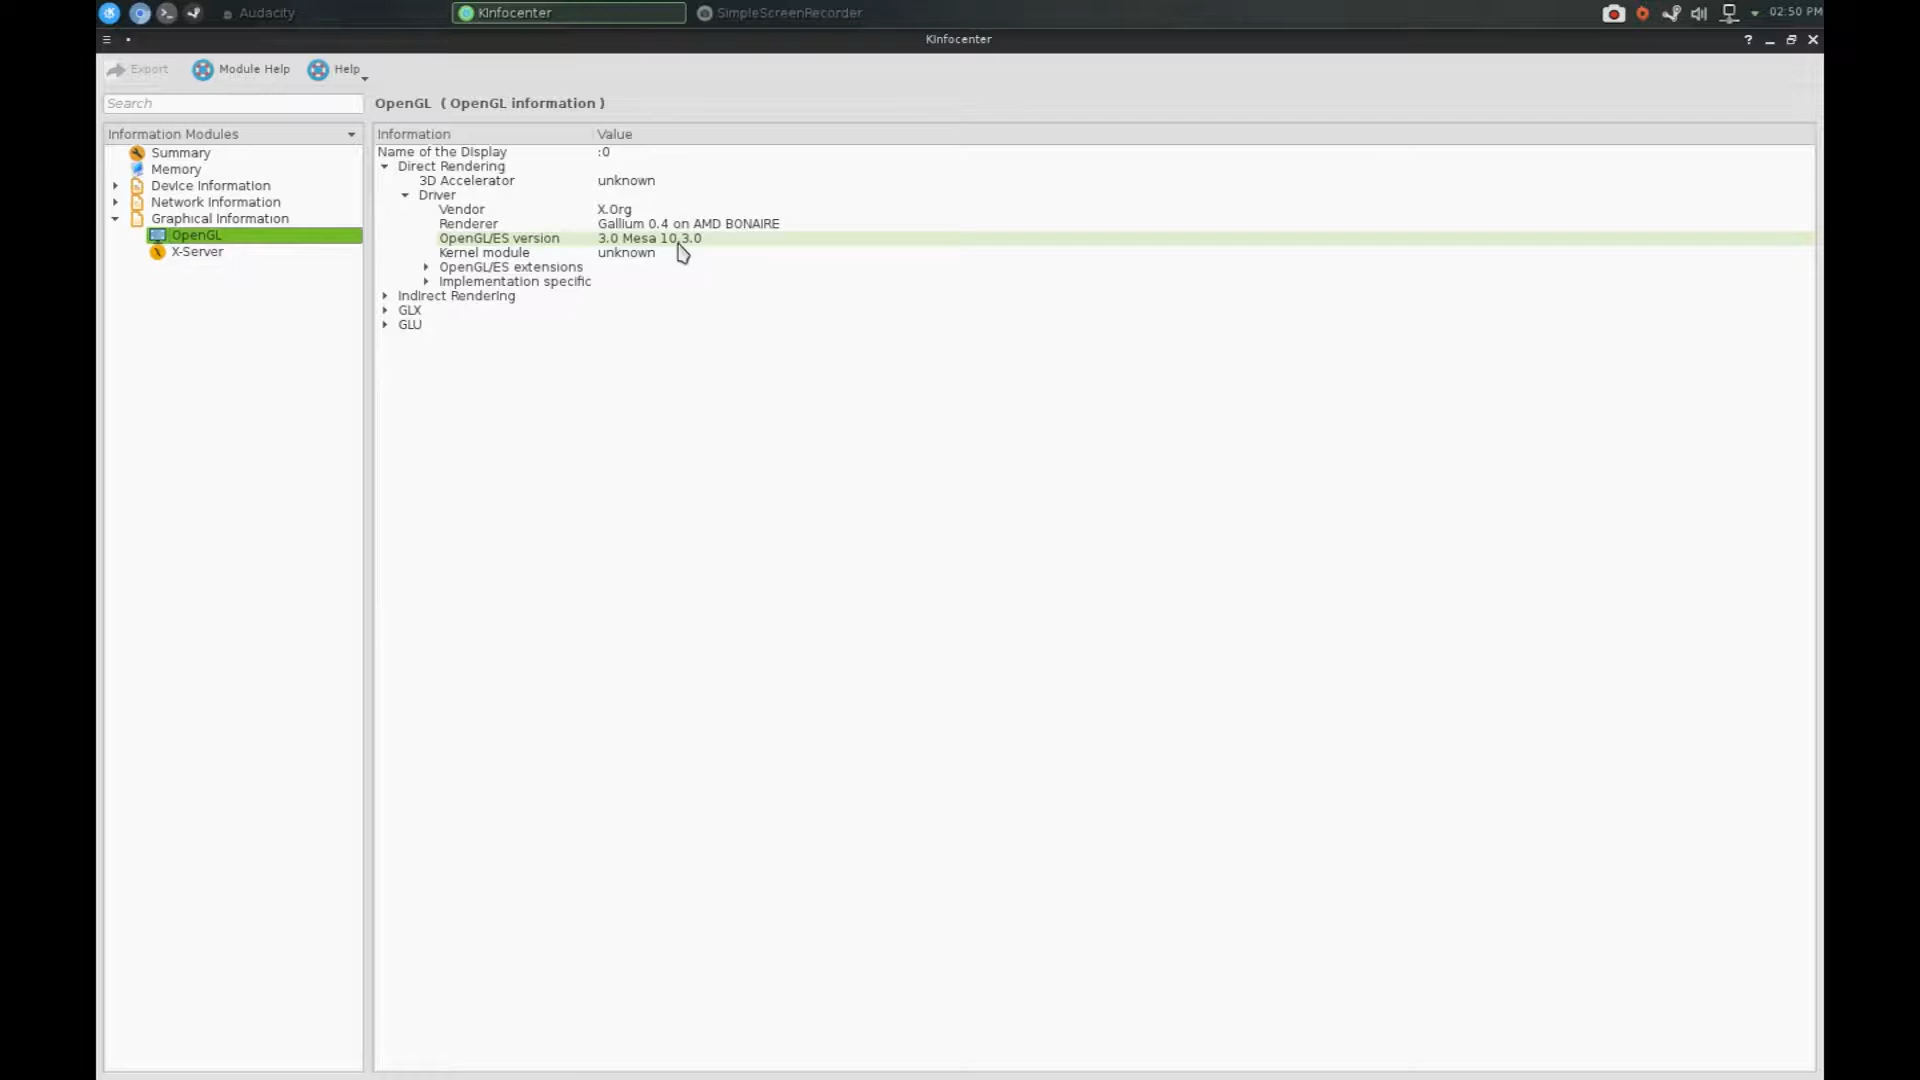 Audacity
KInfocenter
SimpleScreenRecorder
02:50 PM
KInfocenter
?
Export
Module Help
Help
Search
OpenGL ( OpenGL information )
Information Modules
Information Value
Summary
Memory
Device Information
Network Information
Graphical Information
OpenGL
X-Server
Name of the Display :0
Direct Rendering
3D Accelerator unknown
Driver
Vendor X.Org
Renderer Gallium 0.4 on AMD BONAIRE
OpenGL/ES version 3.0 Mesa 10.3.0
Kernel module unknown
OpenGL/ES extensions
Implementation specific
Indirect Rendering
GLX
GLU